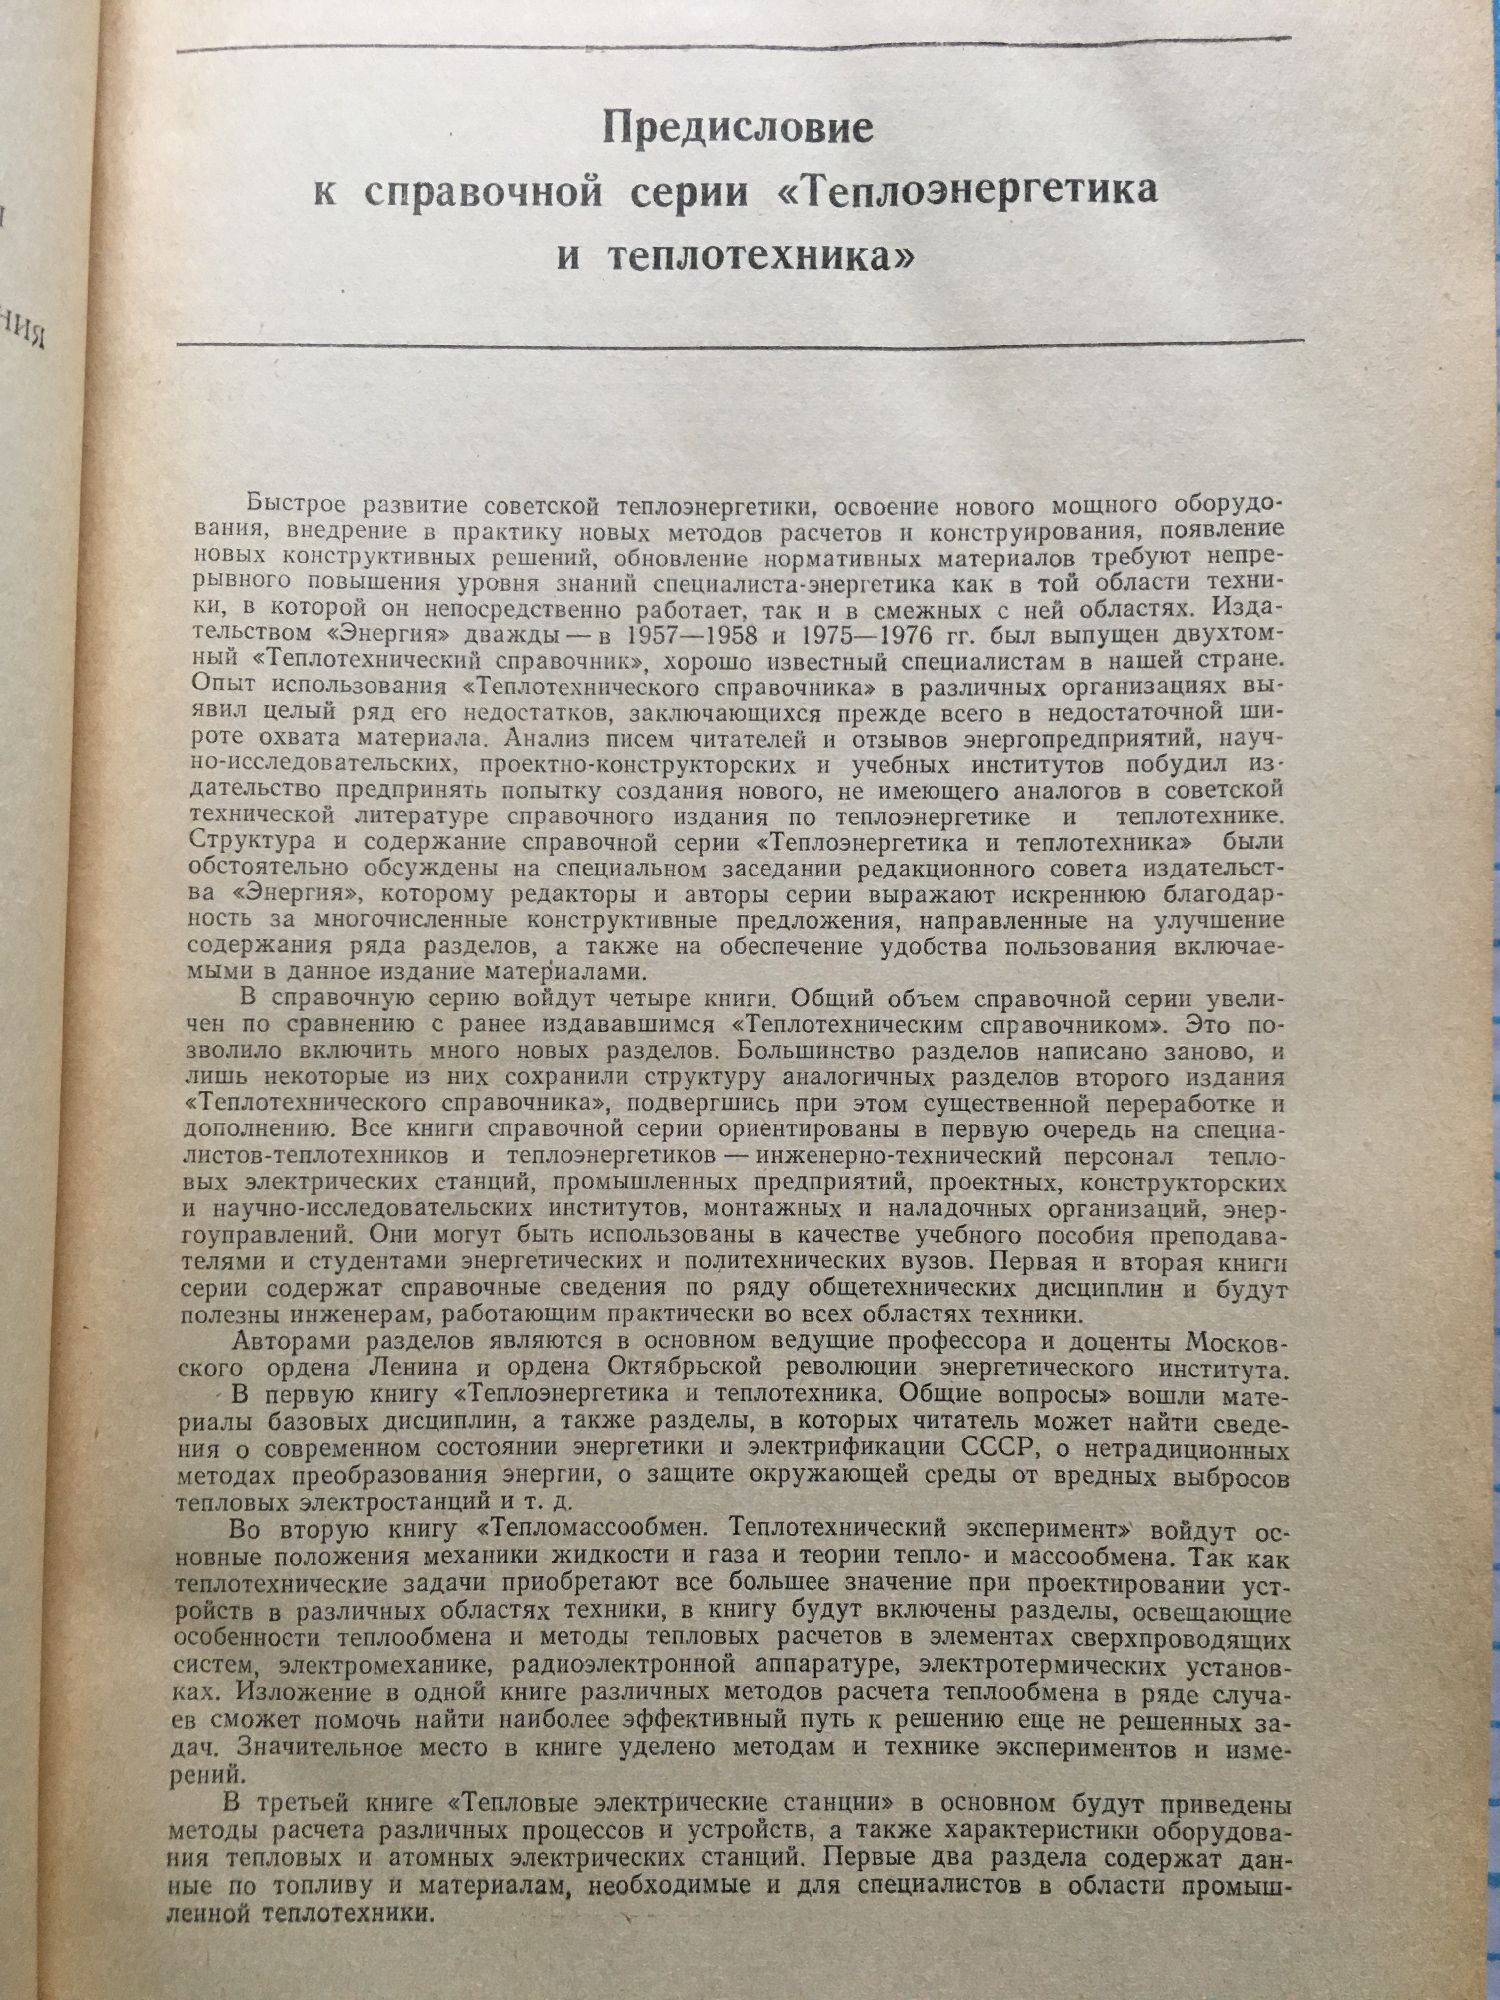 Предисловие
к справочной серии «Теплоэнергетика
и теплотехника»
Быстрое развитие советской теплоэнергетики, освоение нового мощного оборудо-
вания, внедрение в практику новых методов расчетов и конструирования, появление
новых конструктивных решений, обновление нормативных материалов требуют непре-
рывного повышения уровня знаний специалиста-энергетика как в той области техни-
ки, в которой он непосредственно работает, так и в смежных с ней областях. Изда-
тельством «Энергия» дважды — в 1957—1958 и 1975—1976 гг. был выпущен двухтом-
ный «Теплотехнический справочник», хорошо известный специалистам в нашей стране.
Опыт использования «Теплотехнического справочника» в различных организациях вы-
явил целый ряд его недостатков, заключающихся прежде всего в недостаточной ши-
роте охвата материала. Анализ писем читателей и отзывов энергопредприятий, науч-
но-исследовательских, проектно-конструкторских и учебных институтов побудил из-
дательство предпринять попытку создания нового, не имеющего аналогов в советской
технической литературе справочного издания по теплоэнергетике и теплотехнике.
Структура и содержание справочной серии «Теплоэнергетика и теплотехника» были
обстоятельно обсуждены на специальном заседании редакционного совета издательст-
ва «Энергия», которому редакторы и авторы серии выражают искреннюю благодар-
ность за многочисленные конструктивные предложения, направленные на улучшение
содержания ряда разделов, а также на обеспечение удобства пользования включае-
мыми в данное издание материалами.
В справочную серию войдут четыре книги. Общий объем справочной серии увели-
чен по сравнению с ранее издававшимся «Теплотехническим справочником». Это по-
зволило включить много новых разделов. Большинство разделов написано заново, и
лишь некоторые из них сохранили структуру аналогичных разделов второго издания
«Теплотехнического справочника», подвергшись при этом существенной переработке и
дополнению. Все книги справочной серии ориентированы в первую очередь на специа-
листов-теплотехников и теплоэнергетиков — инженерно-технический персонал тепло-
вых электрических станций, промышленных предприятий, проектных, конструкторских
и научно-исследовательских институтов, монтажных и наладочных организаций, энер-
гоуправлений. Они могут быть использованы в качестве учебного пособия преподава-
телями и студентами энергетических и политехнических вузов. Первая и вторая книги
серии содержат справочные сведения по ряду общетехнических дисциплин и будут
полезны инженерам, работающим практически во всех областях техники.
Авторами разделов являются в основном ведущие профессора и доценты Москов-
ского ордена Ленина и ордена Октябрьской революции энергетического института.
В первую книгу «Теплоэнергетика и теплотехника. Общие вопросы» вошли мате-
риалы базовых дисциплин, а также разделы, в которых читатель может найти сведе-
ния о современном состоянии энергетики и электрификации СССР, о нетрадиционных
методах преобразования энергии, о защите окружающей среды от вредных выбросов
тепловых электростанций и т. д.
Во вторую книгу «Тепломассообмен. Теплотехнический эксперимент» войдут ос-
новные положения механики жидкости и газа и теории тепло- и массообмена. Так как
теплотехнические задачи приобретают все большее значение при проектировании уст-
ройств в различных областях техники, в книгу будут включены разделы, освещающие
особенности теплообмена и методы тепловых расчетов в элементах сверхпроводящих
систем, электромеханике, радиоэлектронной аппаратуре, электротермических установ-
ках. Изложение в одной книге различных методов расчета теплообмена в ряде случа-
ев сможет помочь найти наиболее эффективный путь к решению еще не решенных за-
дач. Значительное место в книге уделено методам и технике экспериментов и изме-
рений.
В третьей книге «Тепловые электрические станции» в основном будут приведены
методы расчета различных процессов и устройств, а также характеристики оборудова-
ния тепловых и атомных электрических станций. Первые два раздела содержат дан-
ные по топливу и материалам, необходимые и для специалистов в области промыш-
ленной теплотехники.